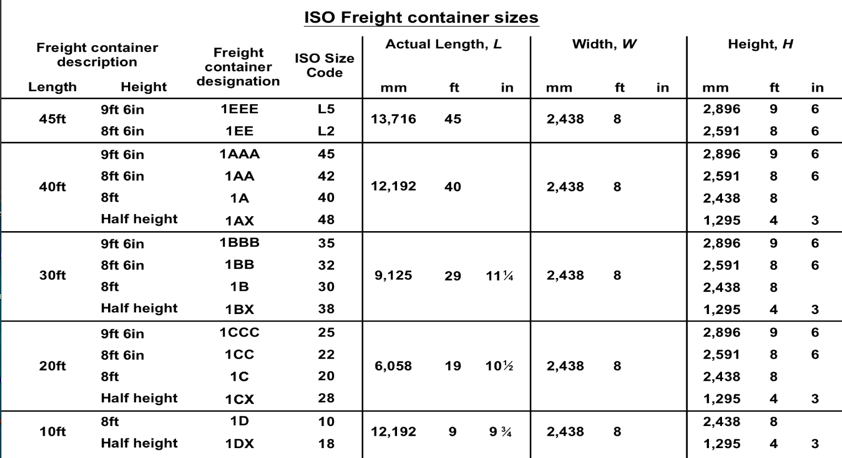 ISO Freight container sizes
Freight container description Freight container designation ISO Size Code Actual Length, L Width, W Height, H
Length Height mm ft in mm ft in mm ft in
45ft 9ft 6in 1EEE L5 13,716 45 2,438 8 2,896 9 6
8ft 6in 1EE L2 2,591 8 6
40ft 9ft 6in 1AAA 45 12,192 40 2,438 8 2,896 9 6
8ft 6in 1AA 42 2,591 8 6
8ft 1A 40 2,438 8
Half height 1AX 48 1,295 4 3
30ft 9ft 6in 1BBB 35 9,125 29 11¼ 2,438 8 2,896 9 6
8ft 6in 1BB 32 2,591 8 6
8ft 1B 30 2,438 8
Half height 1BX 38 1,295 4 3
20ft 9ft 6in 1CCC 25 6,058 19 10½ 2,438 8 2,896 9 6
8ft 6in 1CC 22 2,591 8 6
8ft 1C 20 2,438 8
Half height 1CX 28 1,295 4 3
10ft 8ft 1D 10 12,192 9 9 ¾ 2,438 8 2,438 8
Half height 1DX 18 1,295 4 3